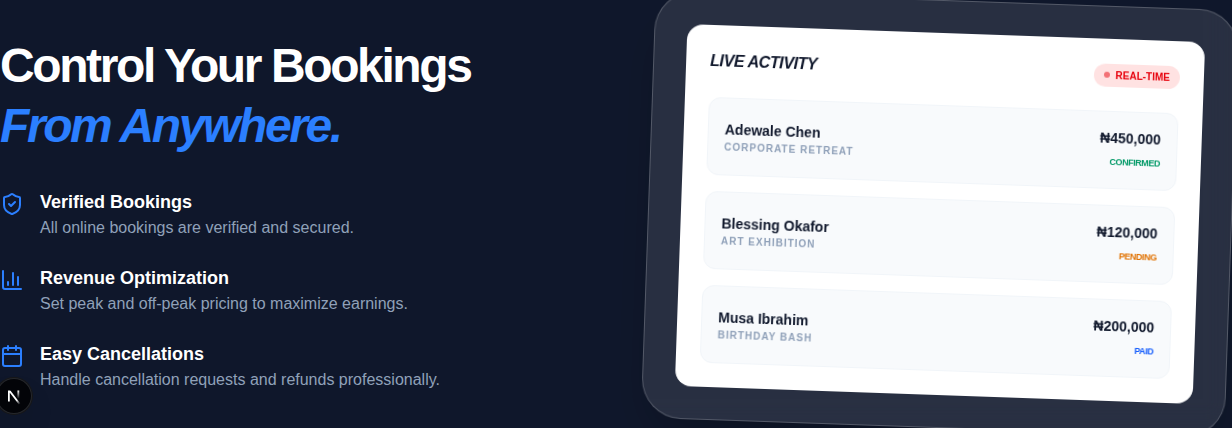 Control Your Bookings
From Anywhere.
Verified Bookings
All online bookings are verified and secured.
Revenue Optimization
Set peak and off-peak pricing to maximize earnings.
Easy Cancellations
Handle cancellation requests and refunds professionally.
N
LIVE ACTIVITY
REAL-TIME
Adewale Chen
₦450,000
CORPORATE RETREAT
CONFIRMED
Blessing Okafor
₦120,000
ART EXHIBITION
PENDING
Musa Ibrahim
₦200,000
BIRTHDAY BASH
PAID